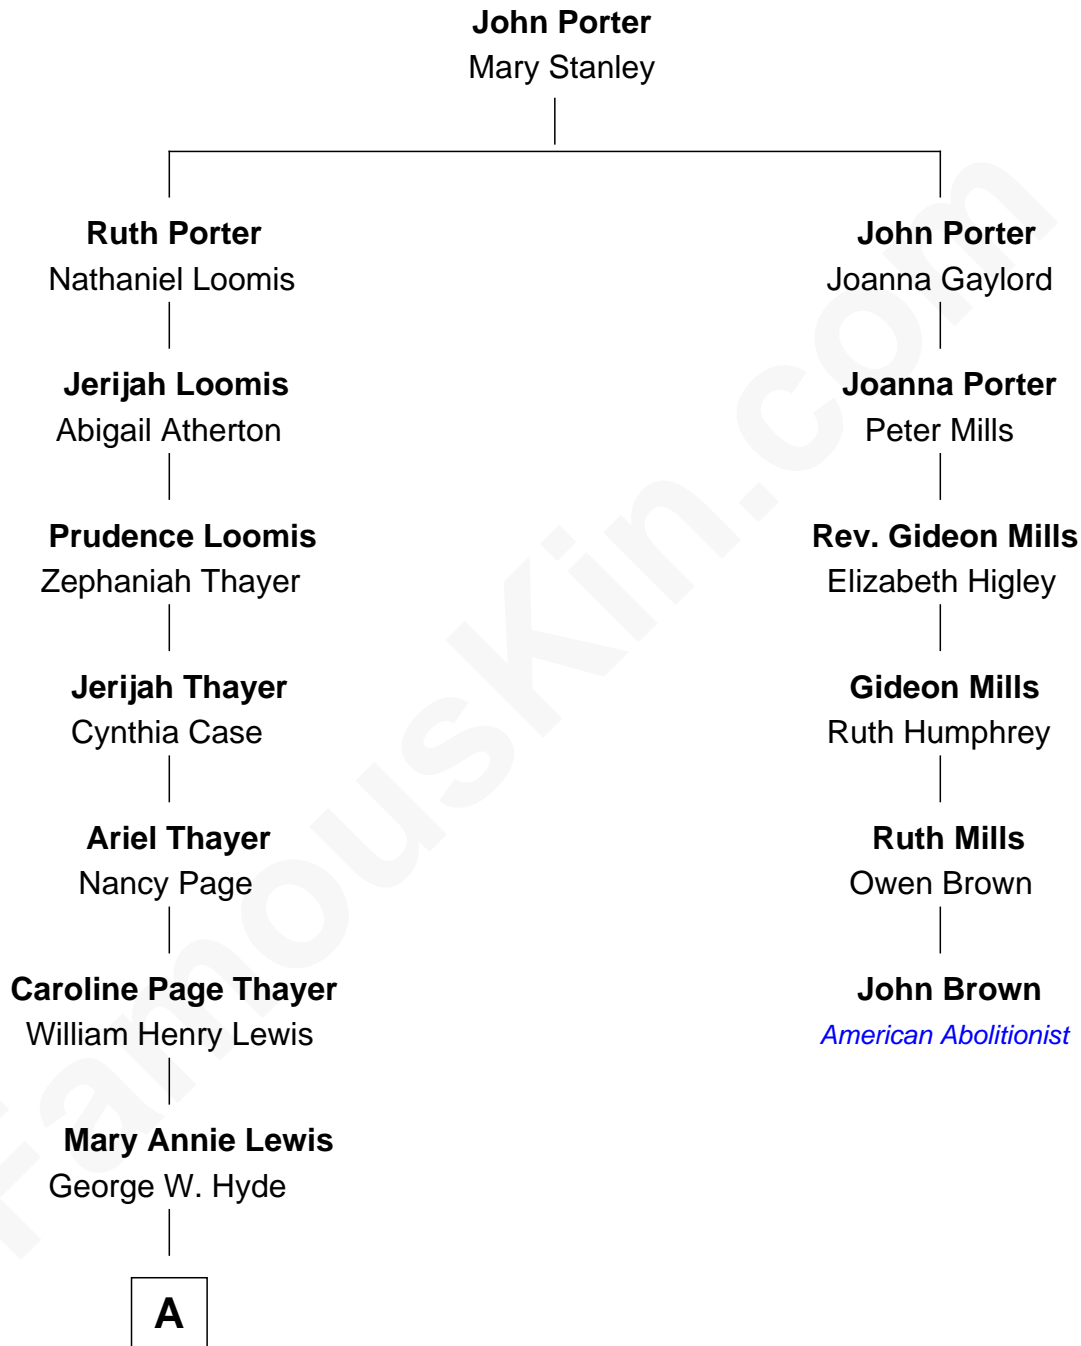 John Porter
Mary Stanley
Ruth Porter
Nathaniel Loomis
John Porter
Joanna Gaylord
Jerijah Loomis
Abigail Atherton
Joanna Porter
Peter Mills
Prudence Loomis
Zephaniah Thayer
Rev. Gideon Mills
Elizabeth Higley
Jerijah Thayer
Cynthia Case
Gideon Mills
Ruth Humphrey
Ariel Thayer
Nancy Page
Ruth Mills
Owen Brown
Caroline Page Thayer
William Henry Lewis
John Brown
American Abolitionist
Mary Annie Lewis
George W. Hyde
A
FamousKin.com